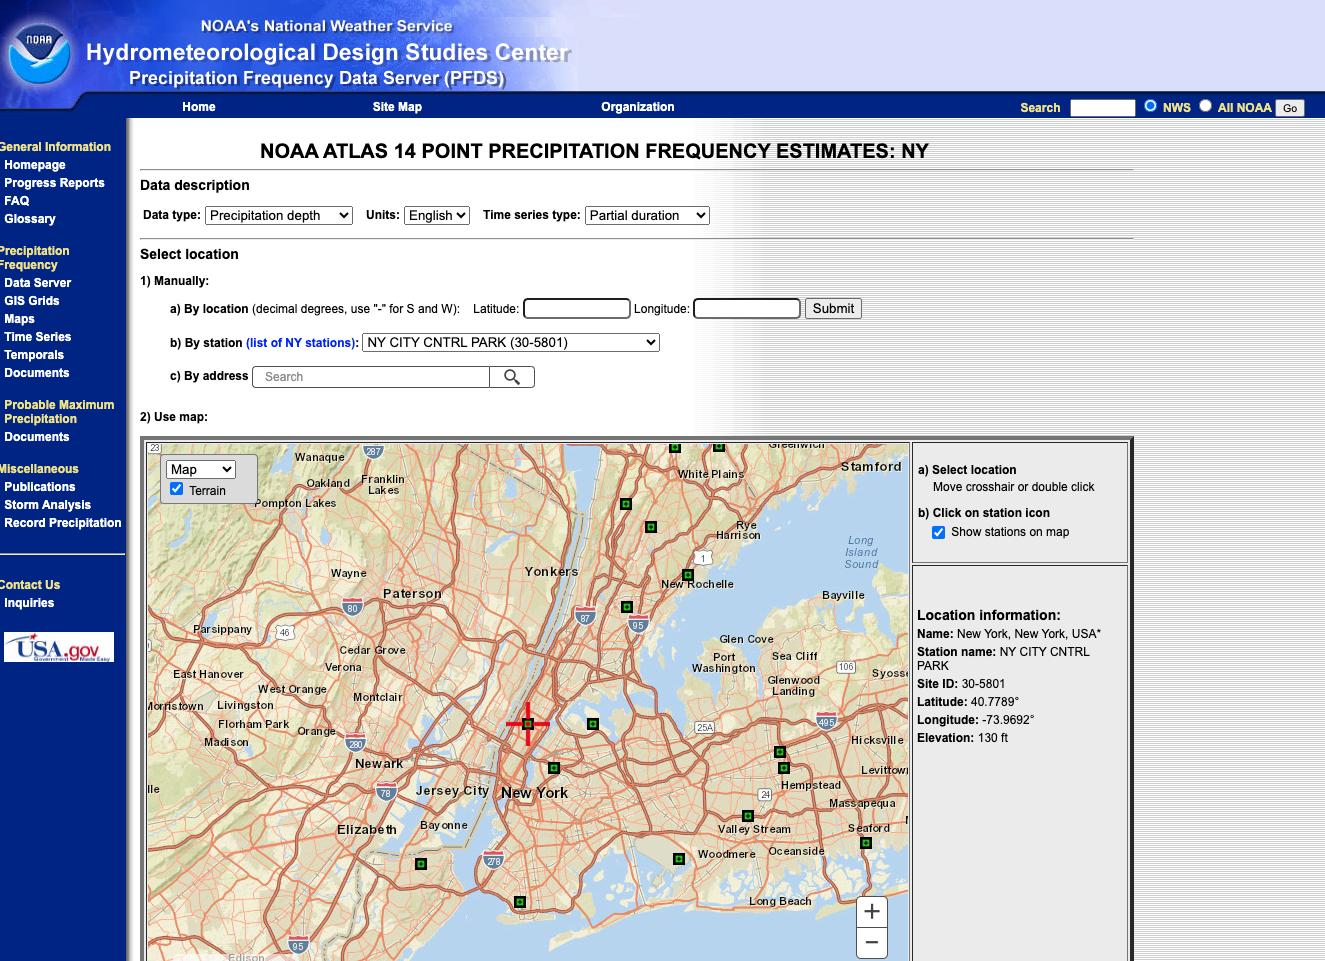 NOAA
NOAA's National Weather Service
Hydrometeorological Design Studies Center
Precipitation Frequency Data Server (PFDS)
Home Site Map Organization Search NWS All NOAA Go
General Information
Homepage
Progress Reports
FAQ
Glossary
Precipitation
Frequency
Data Server
GIS Grids
Maps
Time Series
Temporals
Documents
Probable Maximum
Precipitation
Documents
Miscellaneous
Publications
Storm Analysis
Record Precipitation
Contact Us
Inquiries
USA.gov
Government Made Easy
NOAA ATLAS 14 POINT PRECIPITATION FREQUENCY ESTIMATES: NY
Data description
Data type: Precipitation depth Units: English Time series type: Partial duration
Select location
1) Manually:
a) By location (decimal degrees, use "-" for S and W): Latitude: Longitude: Submit
b) By station (list of NY stations): NY CITY CNTRL PARK (30-5801)
c) By address Search
2) Use map:
Map
Terrain
23
287
Wanaque
Oakland
Franklin
Lakes
Pompton Lakes
Greenwich
White Plains
Stamford
Rye
Harrison
Long
Island
Sound
1
Yonkers
New Rochelle
Wayne
Paterson
80
87
95
Bayville
Parsippany
46
Cedar Grove
Verona
Glen Cove
Port
Washington
Sea Cliff
106
Glenwood
Landing
Syoss
East Hanover
West Orange
Montclair
Morristown
Livingston
Florham Park
Madison
Orange
280
25A
495
Hicksville
Newark
Levittow
78
Jersey City
New York
Hempstead
24
Massapequa
Elizabeth
Bayonne
Valley Stream
Seaford
278
Woodmere
Oceanside
Long Beach
95
Edison
+
−
a) Select location
Move crosshair or double click
b) Click on station icon
Show stations on map
Location information:
Name: New York, New York, USA*
Station name: NY CITY CNTRL
PARK
Site ID: 30-5801
Latitude: 40.7789°
Longitude: -73.9692°
Elevation: 130 ft